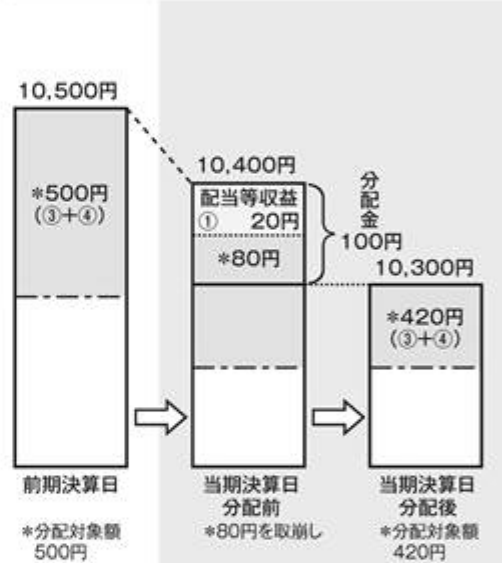 10,500円
*500円
(③+④)
前期決算日
*分配対象額
500円
10,400円
配当等収益
① 20円
*80円
分配金
100円
当期決算日
分配前
*80円を取崩し
10,300円
*420円
(③+④)
当期決算日
分配後
*分配対象額
420円